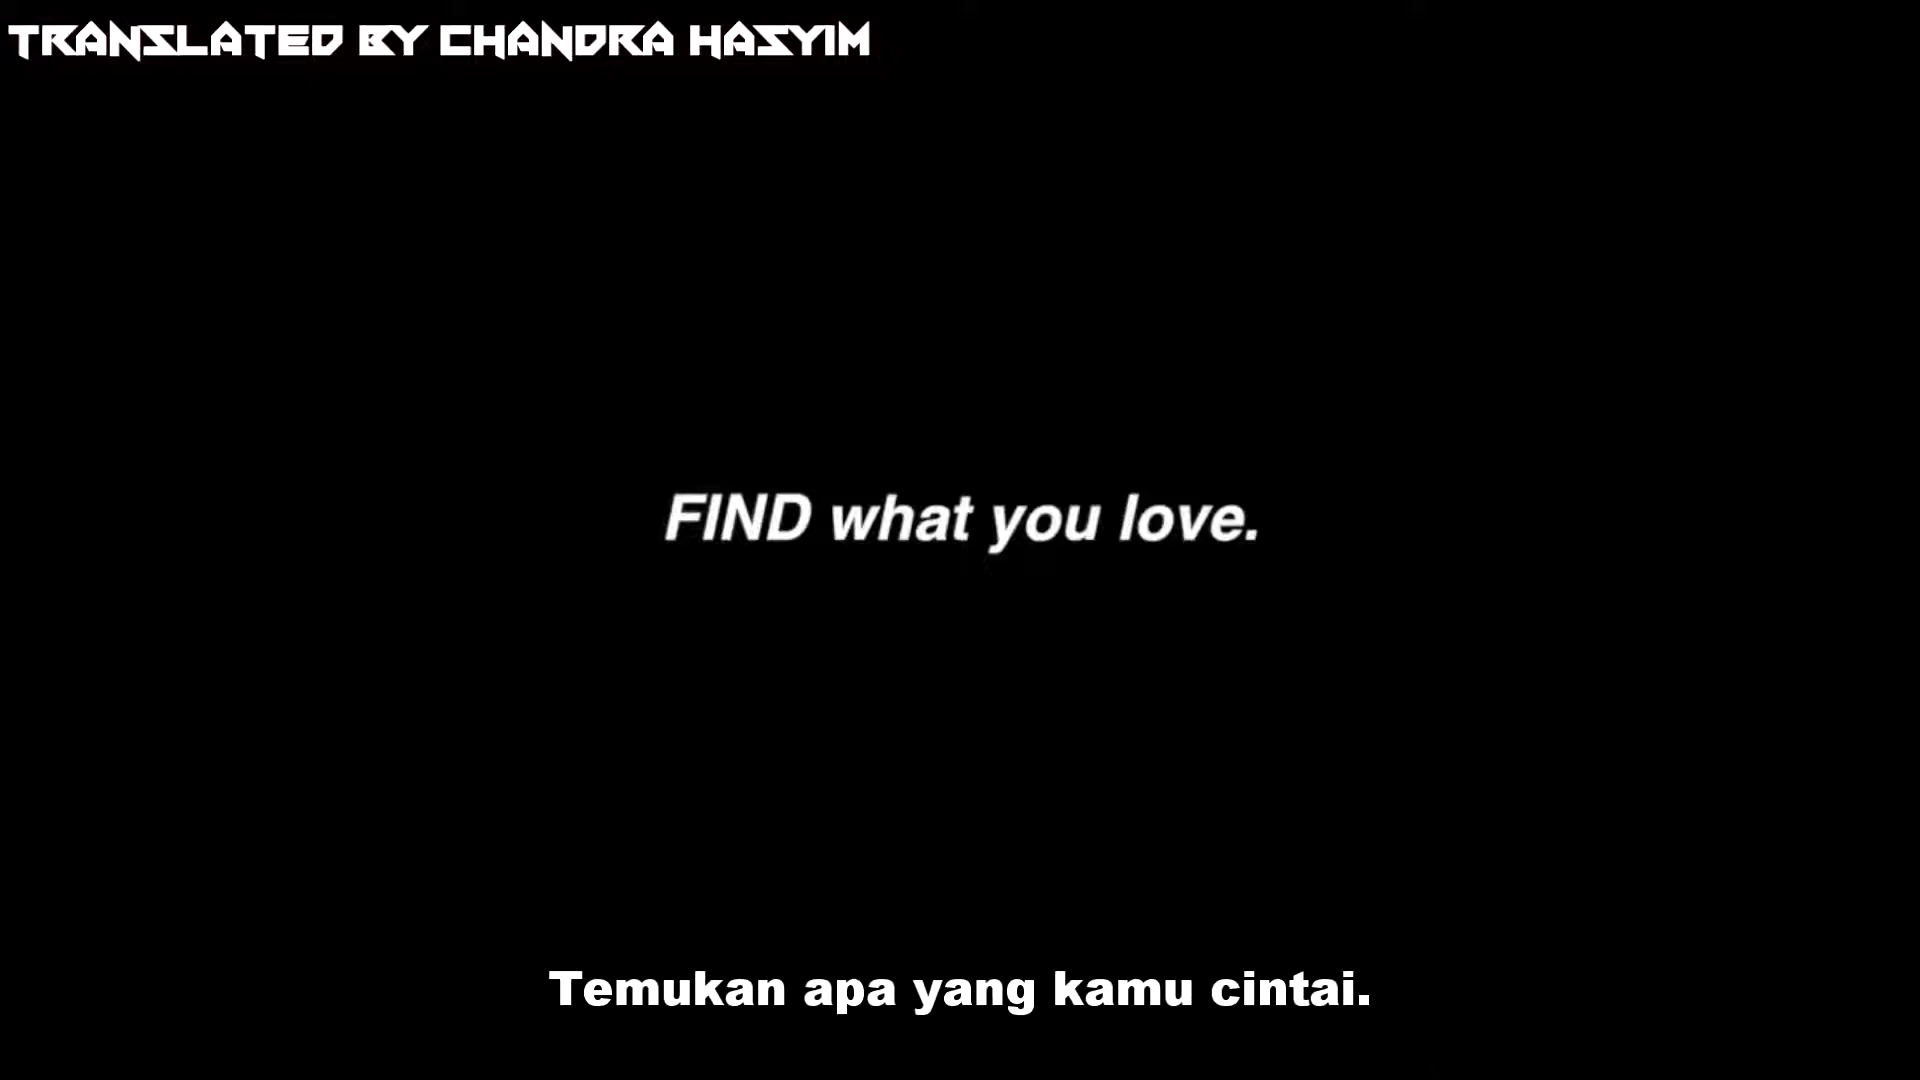 TRANSLATED BY CHANDRA HASYIM
FIND what you love.
Temukan apa yang kamu cintai.